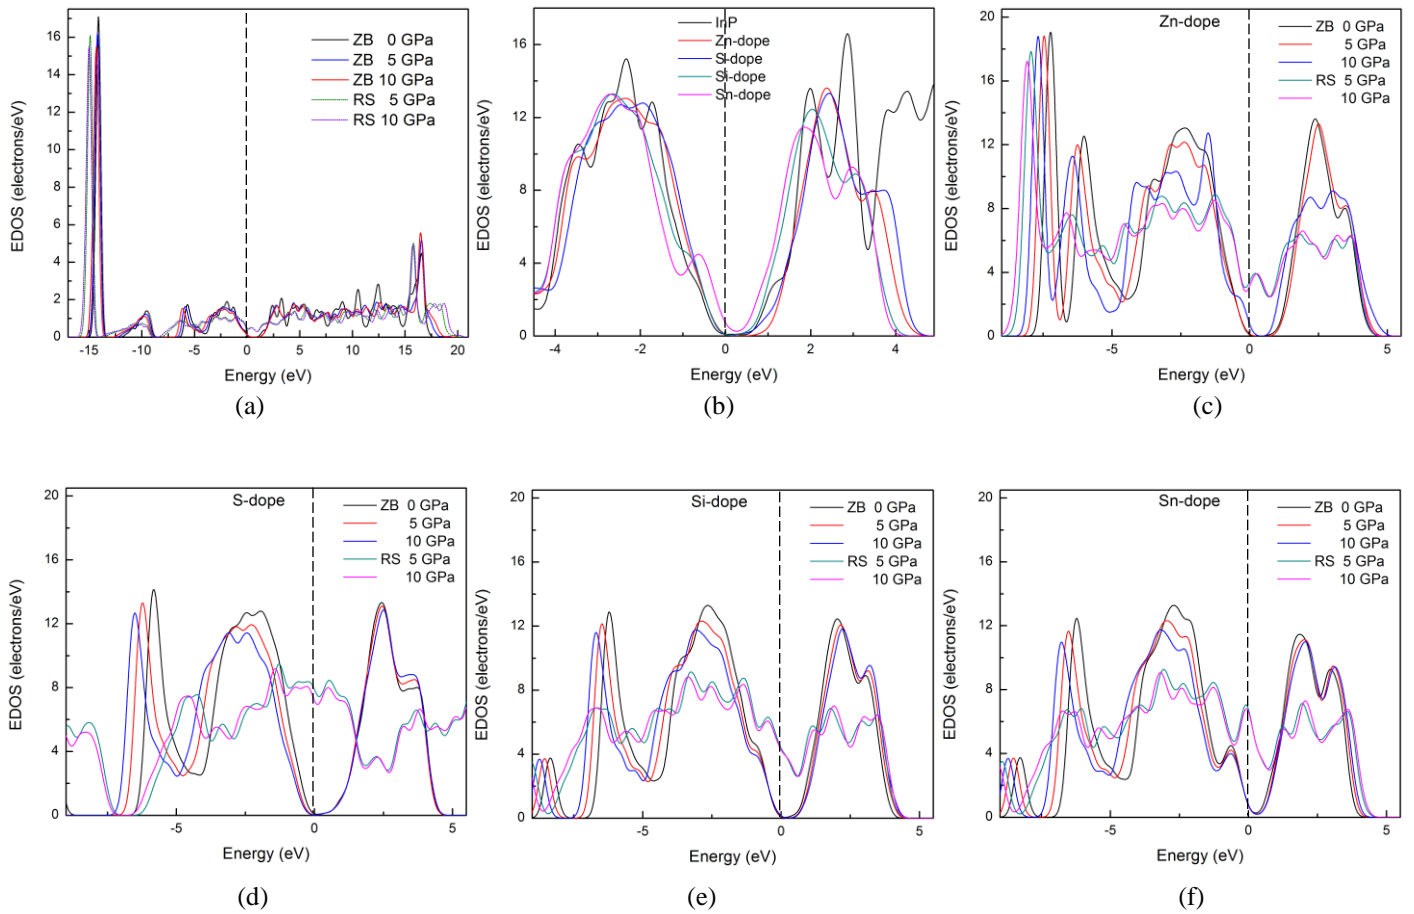 ZB 0 GPa
ZB 5 GPa
ZB 10 GPa
RS 5 GPa
RS 10 GPa
EDOS (electrons/eV)
17
16
15
14
6
5
4
3
2
1
0
-15
-10
-5
0
5
10
15
20
Energy (eV)
(a)
InP
Zn-dope
S-dope
Si-dope
Sn-dope
EDOS (electrons/eV)
16
12
8
4
0
-4
-2
0
2
4
Energy (eV)
(b)
Zn-dope
ZB 0 GPa
5 GPa
10 GPa
RS 5 GPa
10 GPa
EDOS (electrons/eV)
20
16
12
8
4
0
-5
0
5
Energy (eV)
(c)
S-dope
ZB 0 GPa
5 GPa
10 GPa
RS 5 GPa
10 GPa
EDOS (electrons/eV)
20
16
12
8
4
0
-5
0
5
Energy (eV)
(d)
Si-dope
ZB 0 GPa
5 GPa
10 GPa
RS 5 GPa
10 GPa
EDOS (electrons/eV)
20
16
12
8
4
0
-5
0
5
Energy (eV)
(e)
Sn-dope
ZB 0 GPa
5 GPa
10 GPa
RS 5 GPa
10 GPa
EDOS (electrons/eV)
20
16
12
8
4
0
-5
0
5
Energy (eV)
(f)